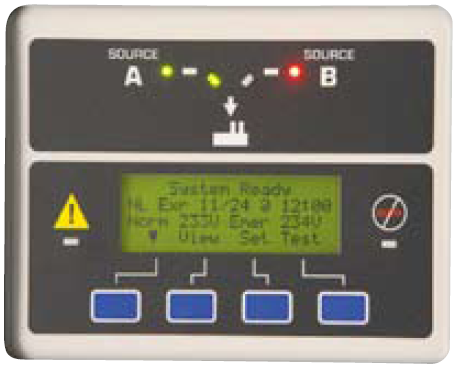 SOURCE A
SOURCE B
System Ready
NL Exr 11/24 @ 12:00
Norm 233V Emer 234V
View Set Test